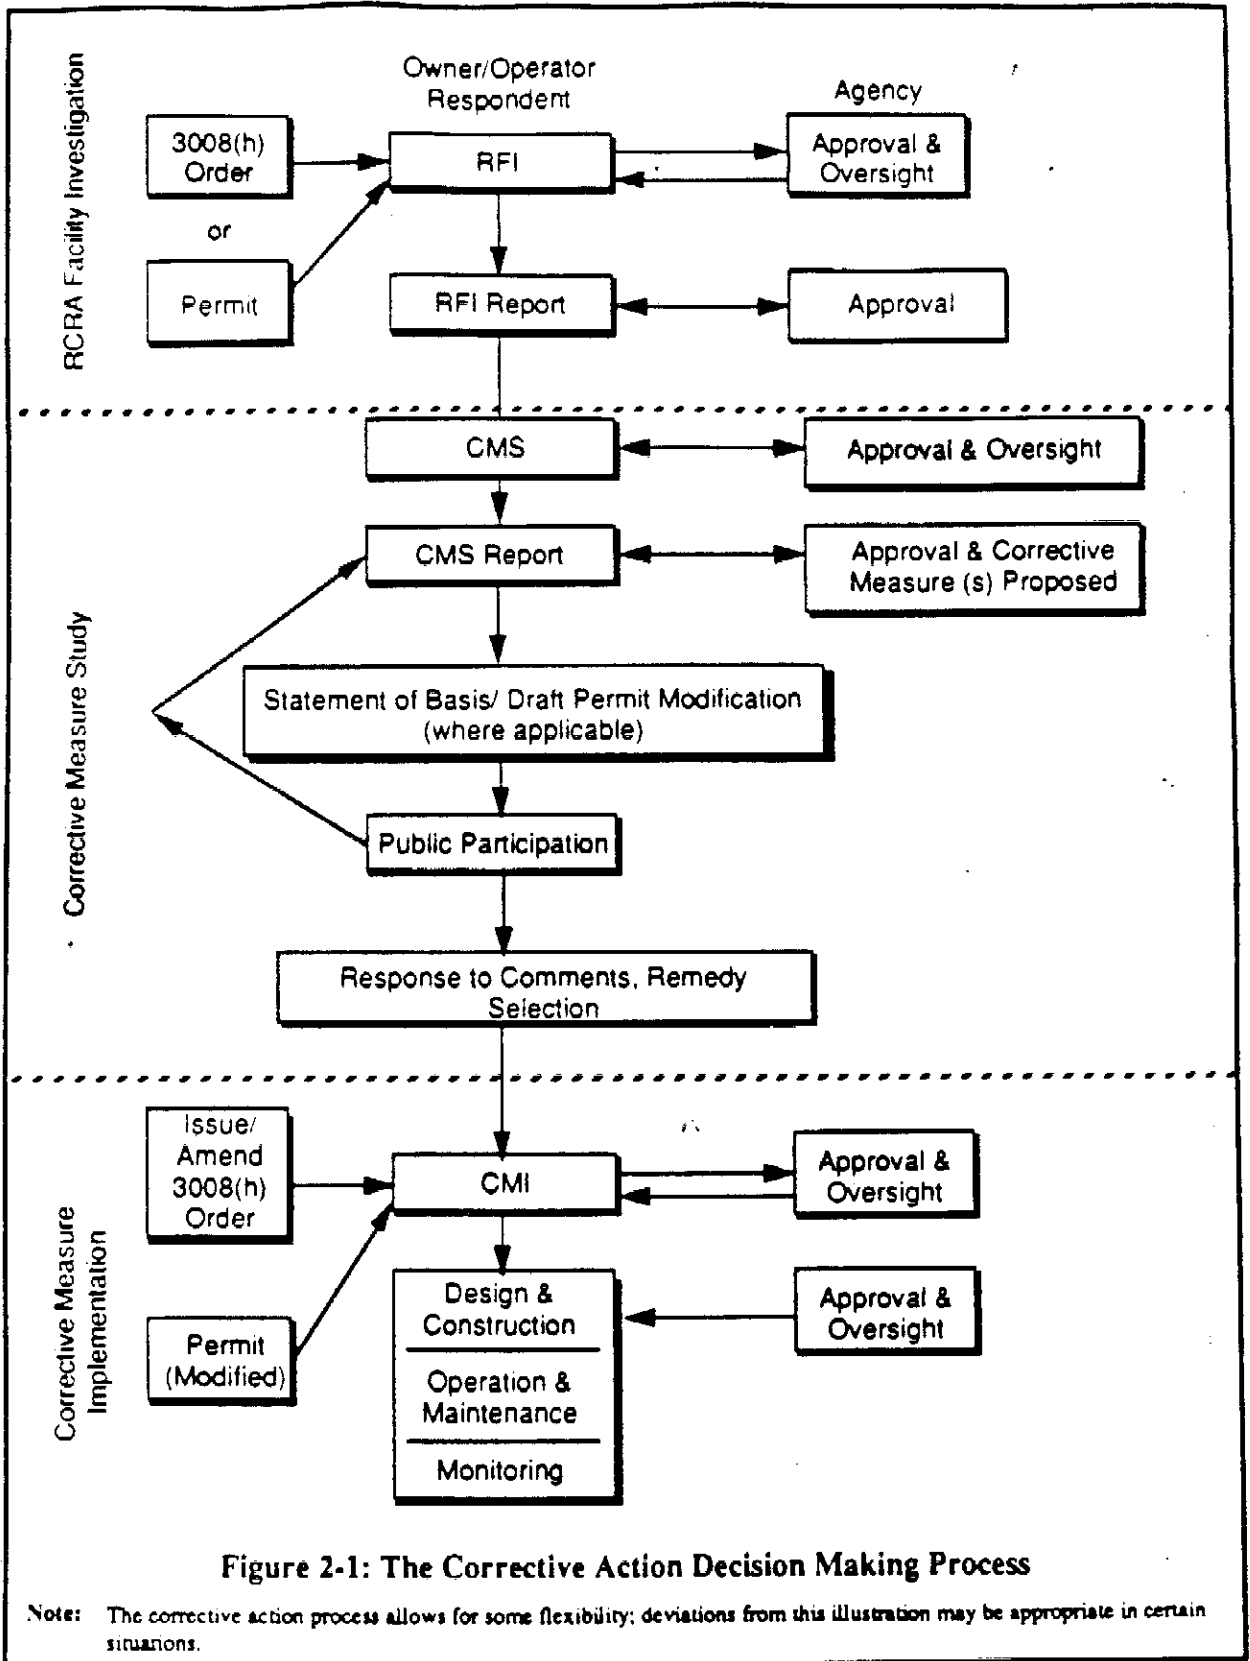 RCRA Facility Investigation
Owner/Operator
Respondent
Agency
3008(h)
Order
or
Permit
RFI
Approval &
Oversight
RFI Report
Approval
Corrective Measure Study
CMS
Approval & Oversight
CMS Report
Approval & Corrective
Measure (s) Proposed
Statement of Basis/ Draft Permit Modification
(where applicable)
Public Participation
Response to Comments, Remedy
Selection
Corrective Measure
Implementation
Issue/
Amend
3008(h)
Order
Permit
(Modified)
CMI
Approval &
Oversight
Design &
Construction
Operation &
Maintenance
Monitoring
Approval &
Oversight
Figure 2-1: The Corrective Action Decision Making Process
Note: The corrective action process allows for some flexibility; deviations from this illustration may be appropriate in certain
situations.